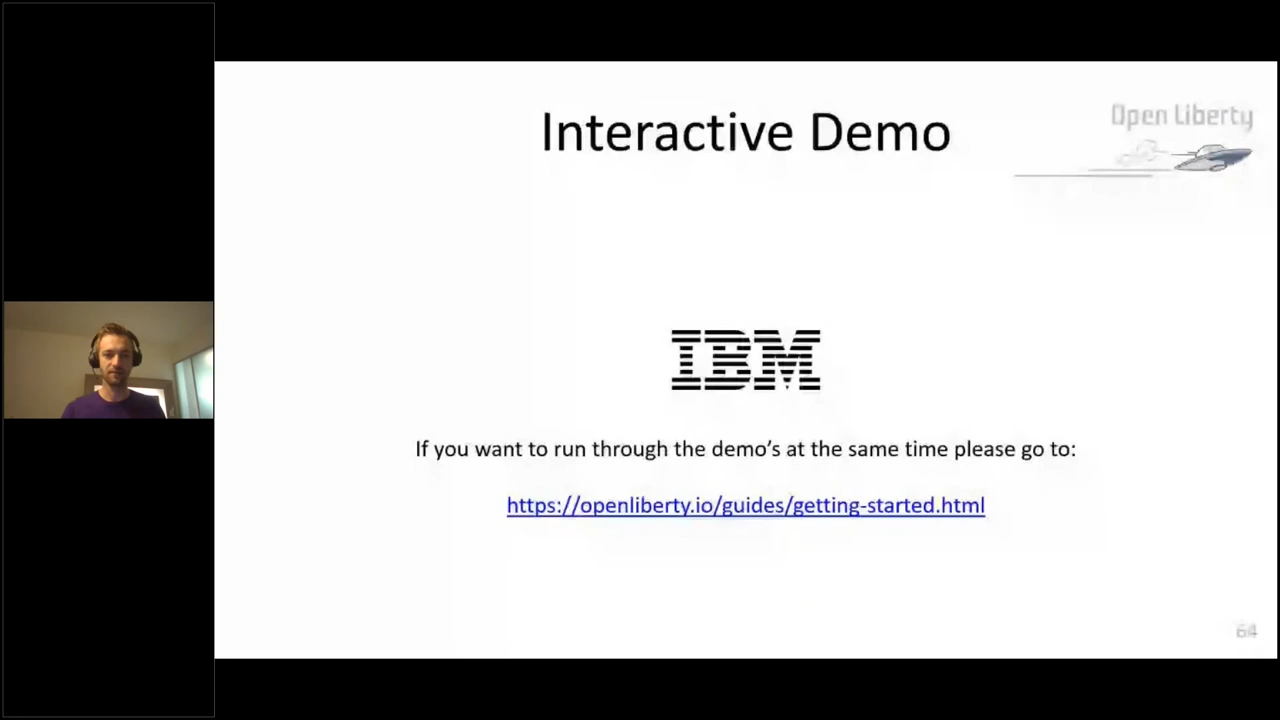 Interactive Demo
Open Liberty
IBM
If you want to run through the demo’s at the same time please go to:
https://openliberty.io/guides/getting-started.html
64